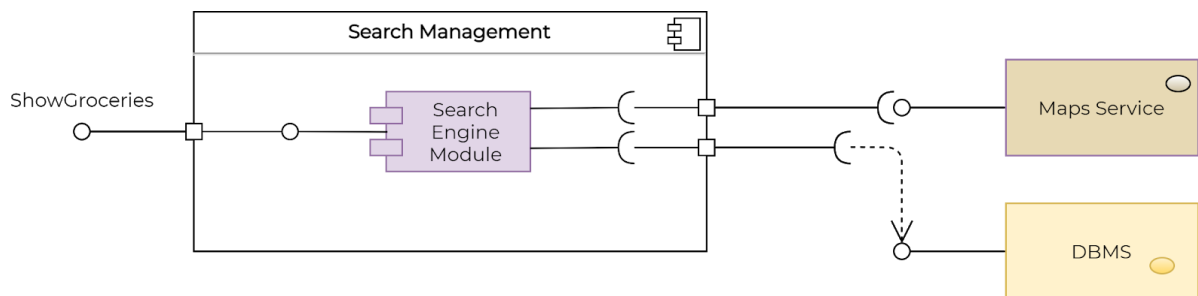 Search Management
ShowGroceries
Search
Engine
Module
Maps Service
DBMS